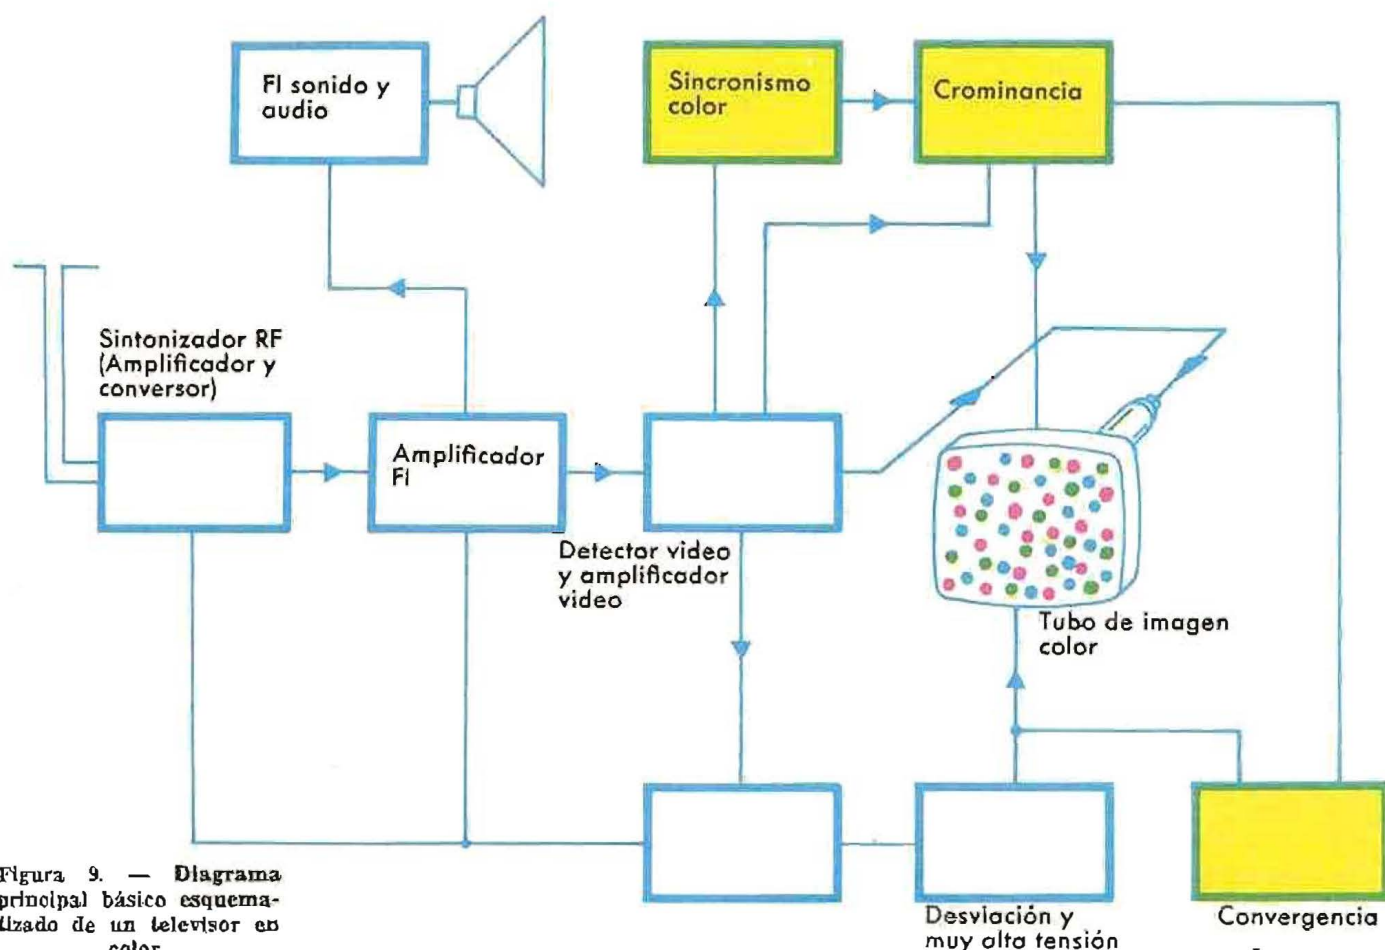 FI sonido y
audio
Sincronismo
color
Crominancia
Sintonizador RF
(Amplificador y
conversor)
Amplificador
FI
Detector video
y amplificador
video
Tubo de imagen
color
Figura 9. — Diagrama
principal básico esquema-
tizado de un televisor en
color
Desviación y
muy alta tensión
Convergencia